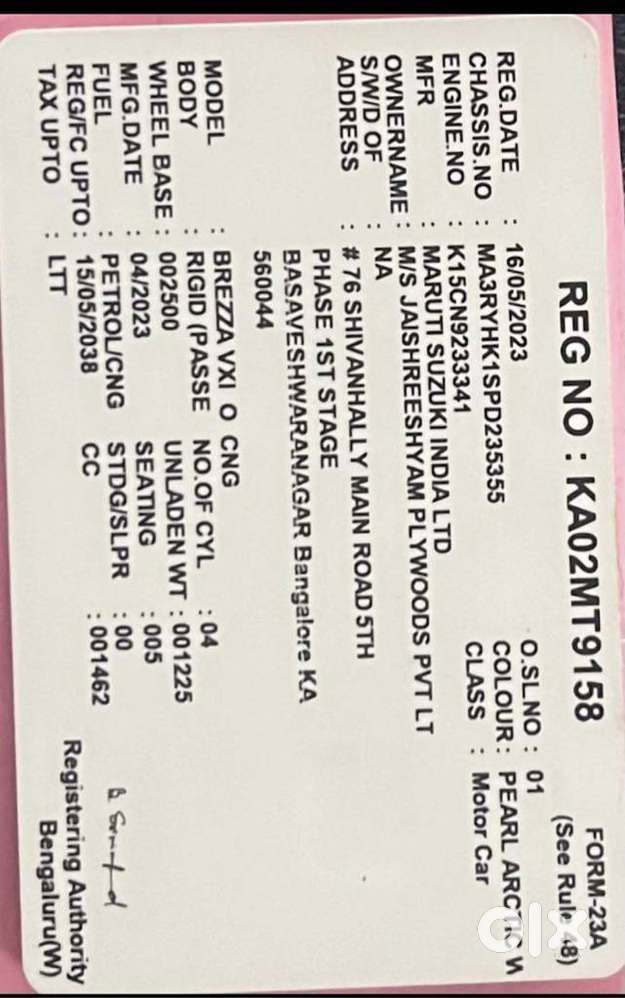 FORM-23A
(See Rule 48)
REG NO : KA02MT9158
REG.DATE : 16/05/2023 O.SL.NO : 01
CHASSIS.NO : MA3RYHK1SPD235355 COLOUR : PEARL ARCTIC W
ENGINE.NO : K15CN9233341 CLASS : Motor Car
MFR : MARUTI SUZUKI INDIA LTD
OWNERNAME : M/S JAISHREESHYAM PLYWOODS PVT LT
S/W/D OF : NA
ADDRESS : # 76 SHIVANHALLY MAIN ROAD 5TH
PHASE 1ST STAGE
BASAVESHWARANAGAR Bangalore KA
560044
MODEL : BREZZA VXI O CNG
BODY : RIGID (PASSE NO.OF CYL : 04
WHEEL BASE : 002500 UNLADEN WT : 001225
MFG.DATE : 04/2023 SEATING : 005
FUEL : PETROL/CNG STDG/SLPR : 00
REG/FC UPTO : 15/05/2038 CC : 001462
TAX UPTO : LTT
Registering Authority
Bengaluru(W)
olx